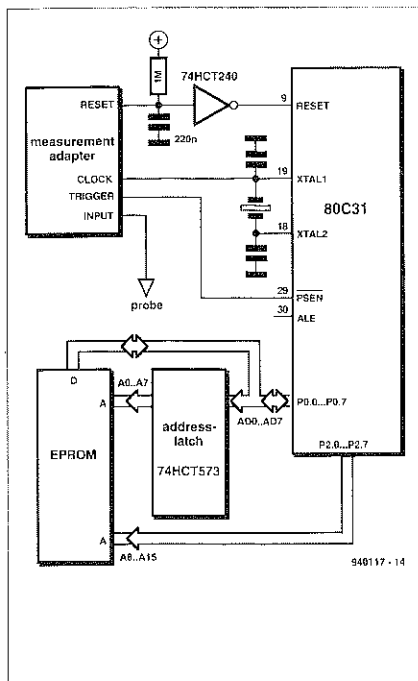 1M
74HCT240
RESET
9
RESET
220n
measurement
adapter
CLOCK
19
XTAL1
TRIGGER
80C31
INPUT
18
XTAL2
probe
29
PSEN
30
ALE
D
A0..A7
A
P0.0...P0.7
AD0..AD7
EPROM
address-
latch
74HCT573
P2.0...P2.7
A
A8..A15
940117 - 14